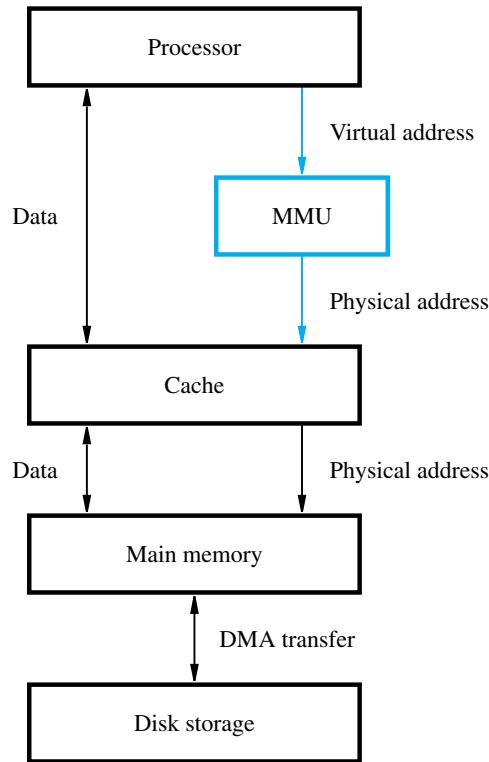 Processor
Virtual address
MMU
Data
Physical address
Cache
Data
Physical address
Main memory
DMA transfer
Disk storage